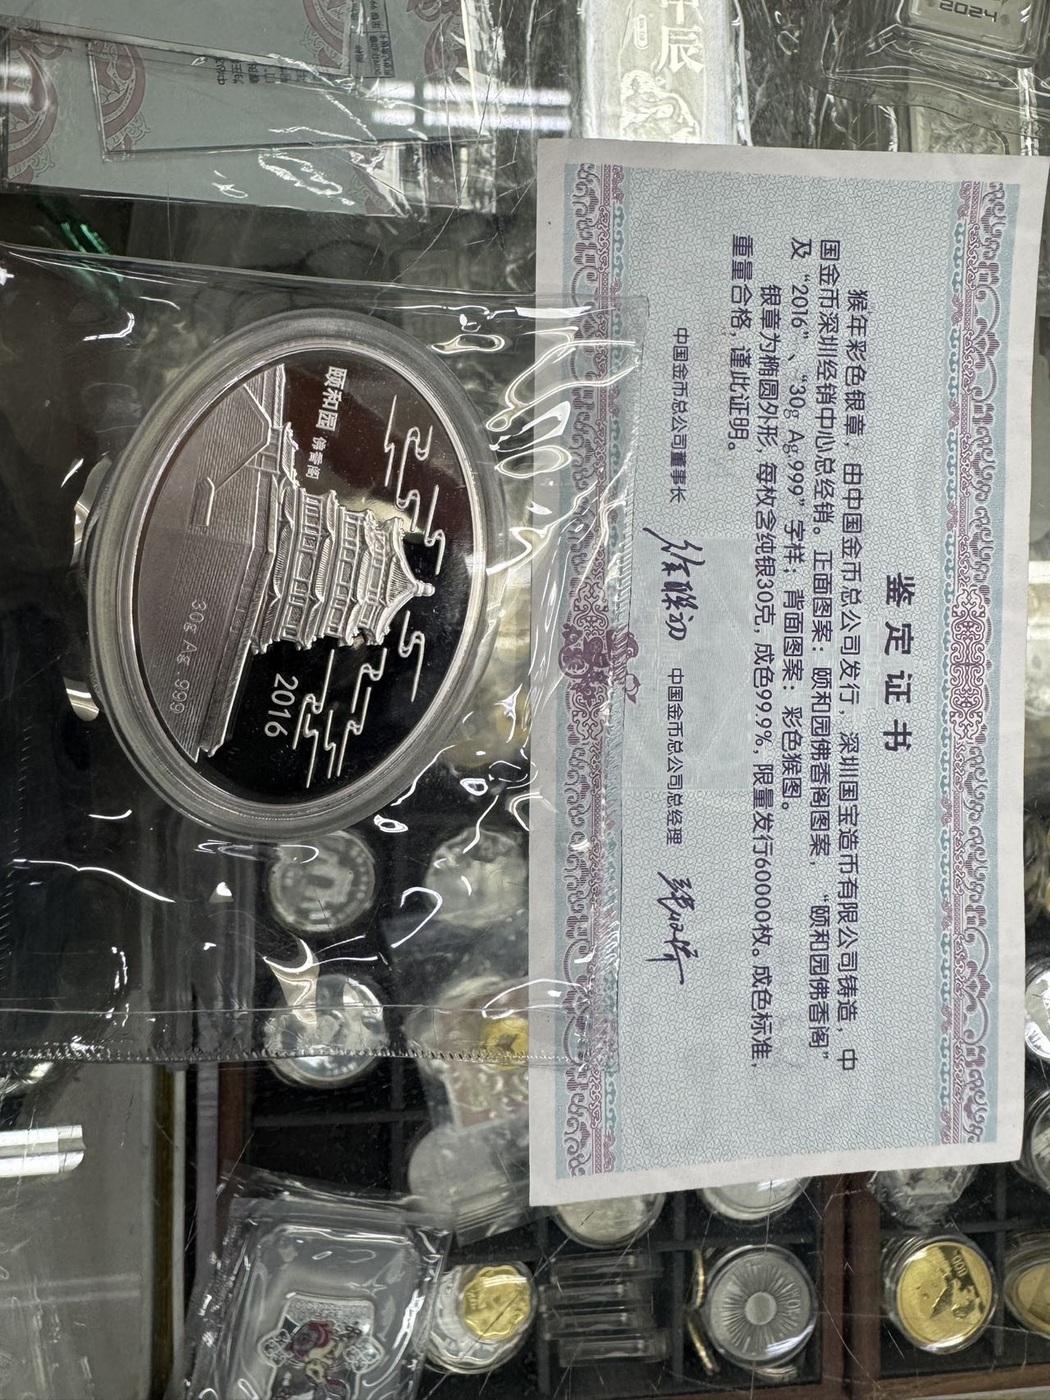 鉴定证书
猴年彩色银章，由中国金币总公司发行，深圳国宝造币有限公司铸造，中
国金币深圳经销中心总经销。正面图案：颐和园佛香阁图案，“颐和园佛香阁”
及“2016”、“30g Ag.999”字样；背面图案：彩色猴图。
银章为椭圆外形，每枚含纯银30克，成色99.9%，限量发行60000枚。成色标准，
重量合格，谨此证明。
中国金币总公司董事长
中国金币总公司总经理
颐和园 佛香阁
2016
30g Ag .999
2024
辰